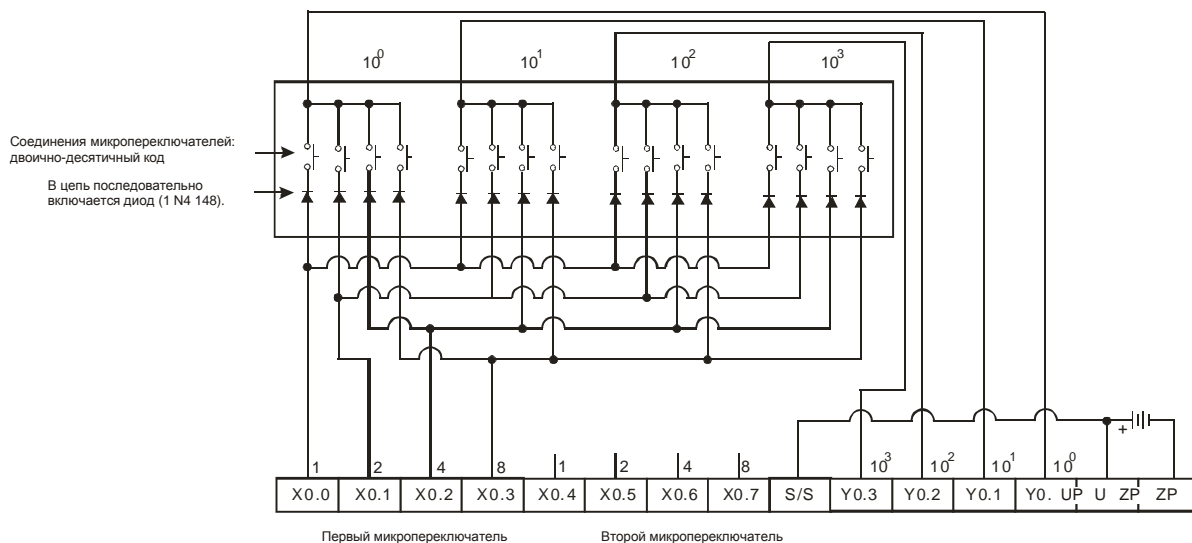 10⁰ 10¹ 10² 10³
Соединения микропереключателей:
двоично-десятичный код
В цепь последовательно
включается диод (1 N4 148).
+
1 2 4 8 1 2 4 8 10³ 10² 10¹ 10⁰
X0.0 X0.1 X0.2 X0.3 X0.4 X0.5 X0.6 X0.7 S/S Y0.3 Y0.2 Y0.1 Y0. UP U ZP ZP
Первый микропереключатель Второй микропереключатель